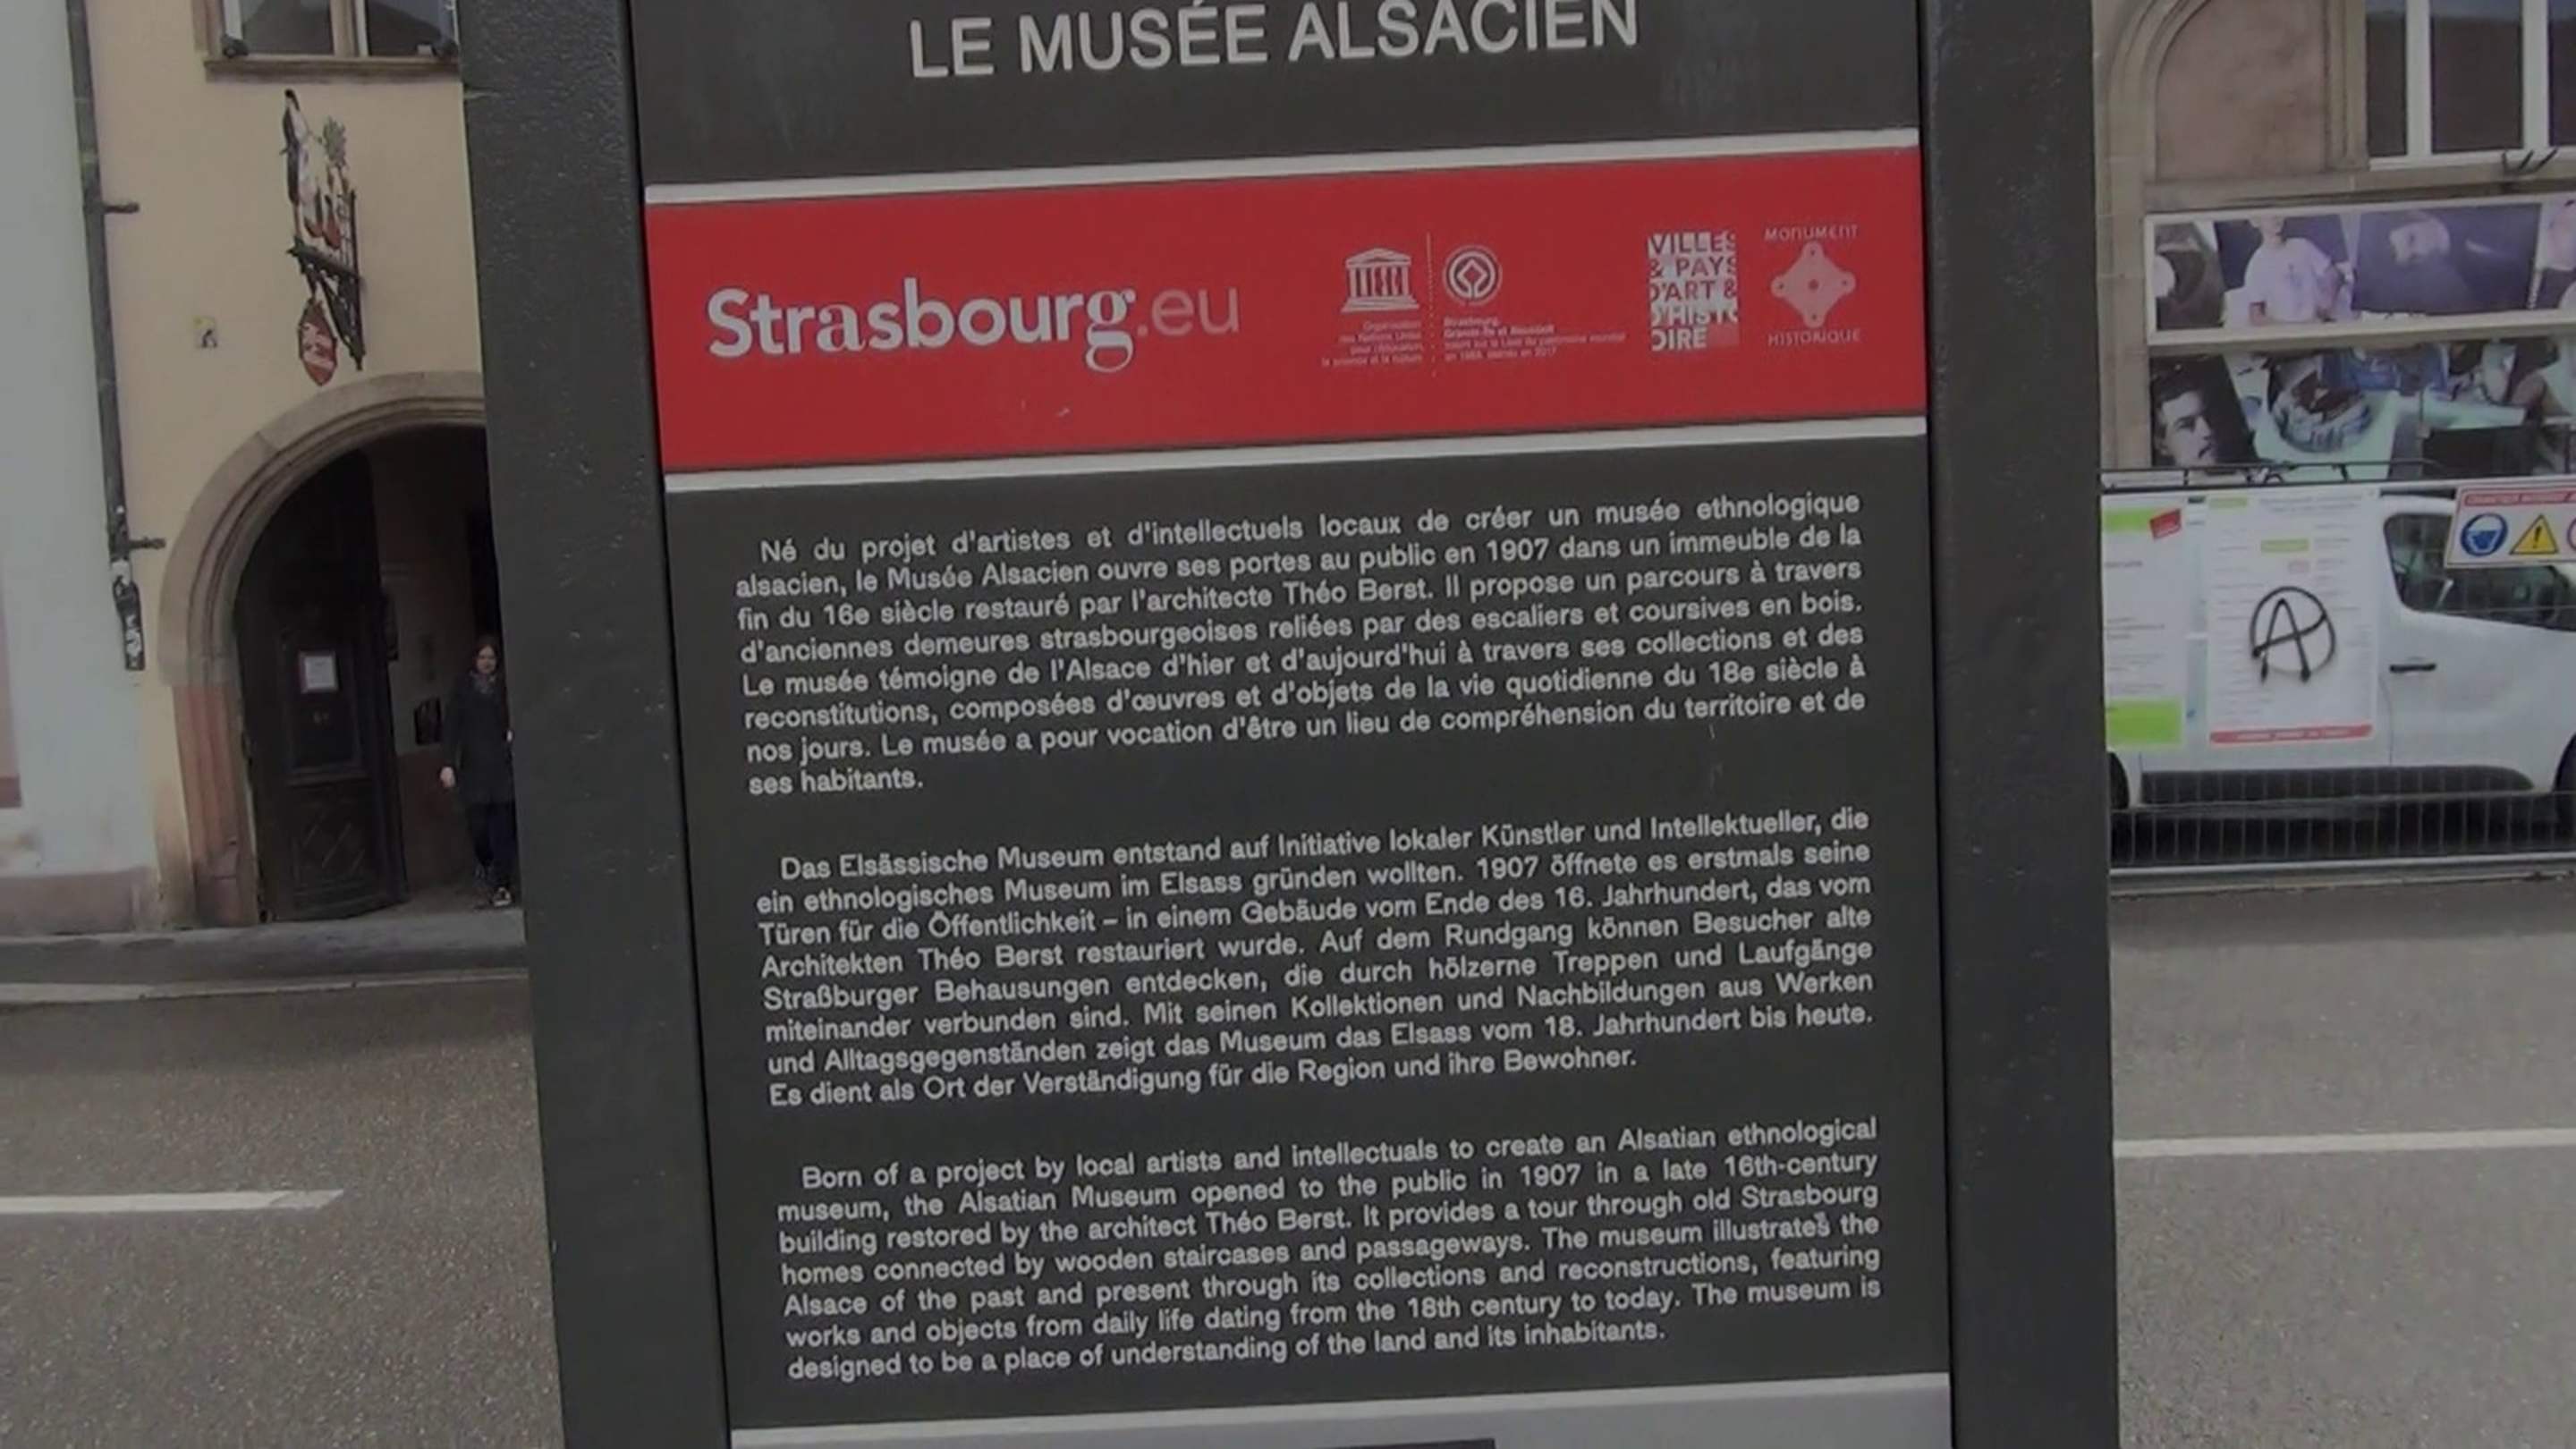 LE MUSÉE ALSACIEN
Strasbourg.eu
VILLES
& PAYS
D'ART &
D'HISTO
OIRE
MONUMENT
HISTORIQUE
Né du projet d'artistes et d'intellectuels locaux de créer un musée ethnologique
alsacien, le Musée Alsacien ouvre ses portes au public en 1907 dans un immeuble de la
fin du 16e siècle restauré par l'architecte Théo Berst. Il propose un parcours à travers
d'anciennes demeures strasbourgeoises reliées par des escaliers et coursives en bois.
Le musée témoigne de l'Alsace d'hier et d'aujourd'hui à travers ses collections et des
reconstitutions, composées d'œuvres et d'objets de la vie quotidienne du 18e siècle à
nos jours. Le musée a pour vocation d'être un lieu de compréhension du territoire et de
ses habitants.
Das Elsässische Museum entstand auf Initiative lokaler Künstler und Intellektueller, die
ein ethnologisches Museum im Elsass gründen wollten. 1907 öffnete es erstmals seine
Türen für die Öffentlichkeit – in einem Gebäude vom Ende des 16. Jahrhundert, das vom
Architekten Théo Berst restauriert wurde. Auf dem Rundgang können Besucher alte
Straßburger Behausungen entdecken, die durch hölzerne Treppen und Laufgänge
miteinander verbunden sind. Mit seinen Kollektionen und Nachbildungen aus Werken
und Alltagsgegenständen zeigt das Museum das Elsass vom 18. Jahrhundert bis heute.
Es dient als Ort der Verständigung für die Region und ihre Bewohner.
Born of a project by local artists and intellectuals to create an Alsatian ethnological
museum, the Alsatian Museum opened to the public in 1907 in a late 16th-century
building restored by the architect Théo Berst. It provides a tour through old Strasbourg
homes connected by wooden staircases and passageways. The museum illustrates the
Alsace of the past and present through its collections and reconstructions, featuring
works and objects from daily life dating from the 18th century to today. The museum is
designed to be a place of understanding of the land and its inhabitants.